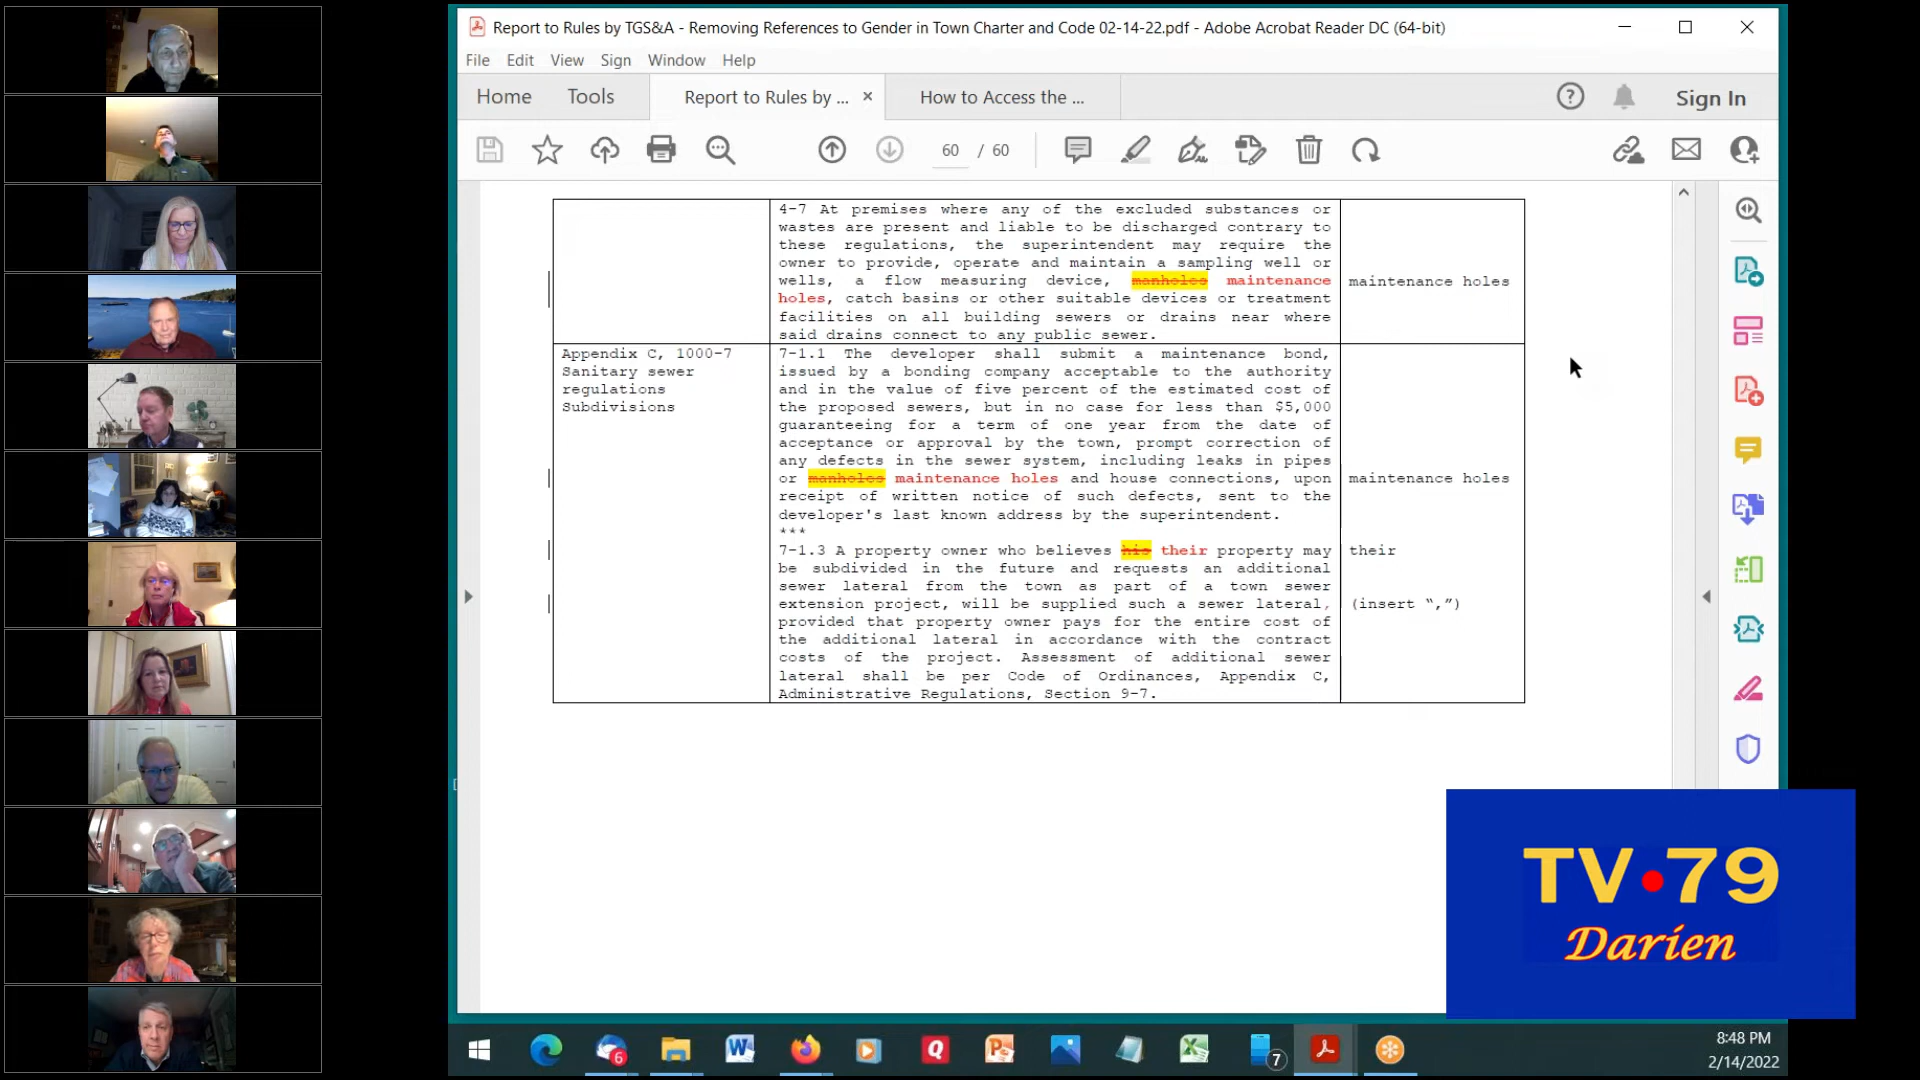 Report to Rules by TGS&A - Removing References to Gender in Town Charter and Code 02-14-22.pdf - Adobe Acrobat Reader DC (64-bit)
File Edit View Sign Window Help
Home Tools Report to Rules by ... × How to Access the ... Sign In
60 / 60
4-7 At premises where any of the excluded substances or
wastes are present and liable to be discharged contrary to
these regulations, the superintendent may require the
owner to provide, operate and maintain a sampling well or
wells, a flow measuring device, manholes maintenance
holes, catch basins or other suitable devices or treatment
facilities on all building sewers or drains near where
said drains connect to any public sewer.
maintenance holes
Appendix C, 1000-7
Sanitary sewer
regulations
Subdivisions
7-1.1 The developer shall submit a maintenance bond,
issued by a bonding company acceptable to the authority
and in the value of five percent of the estimated cost of
the proposed sewers, but in no case for less than $5,000
guaranteeing for a term of one year from the date of
acceptance or approval by the town, prompt correction of
any defects in the sewer system, including leaks in pipes
or manholes maintenance holes and house connections, upon
receipt of written notice of such defects, sent to the
developer's last known address by the superintendent.
***
7-1.3 A property owner who believes his their property may
be subdivided in the future and requests an additional
sewer lateral from the town as part of a town sewer
extension project, will be supplied such a sewer lateral,
provided that property owner pays for the entire cost of
the additional lateral in accordance with the contract
costs of the project. Assessment of additional sewer
lateral shall be per Code of Ordinances, Appendix C,
Administrative Regulations, Section 9-7.
maintenance holes
their
(insert “,”)
TV•79
Darien
6
7
8:48 PM
2/14/2022